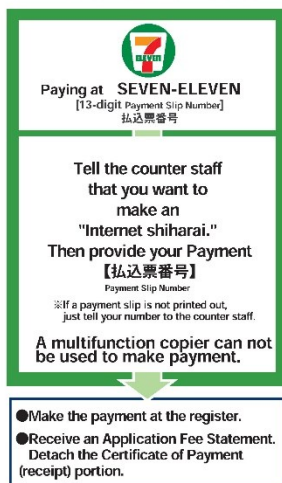 7
ELEVEN
Paying at SEVEN-ELEVEN
[13-digit Payment Slip Number]
払込票番号
Tell the counter staff
that you want to
make an
"Internet shiharai."
Then provide your Payment
【払込票番号】
Payment Slip Number
※If a payment slip is not printed out,
just tell your number to the counter staff.
A multifunction copier can not
be used to make payment.
●Make the payment at the register.
●Receive an Application Fee Statement.
Detach the Certificate of Payment
(receipt) portion.